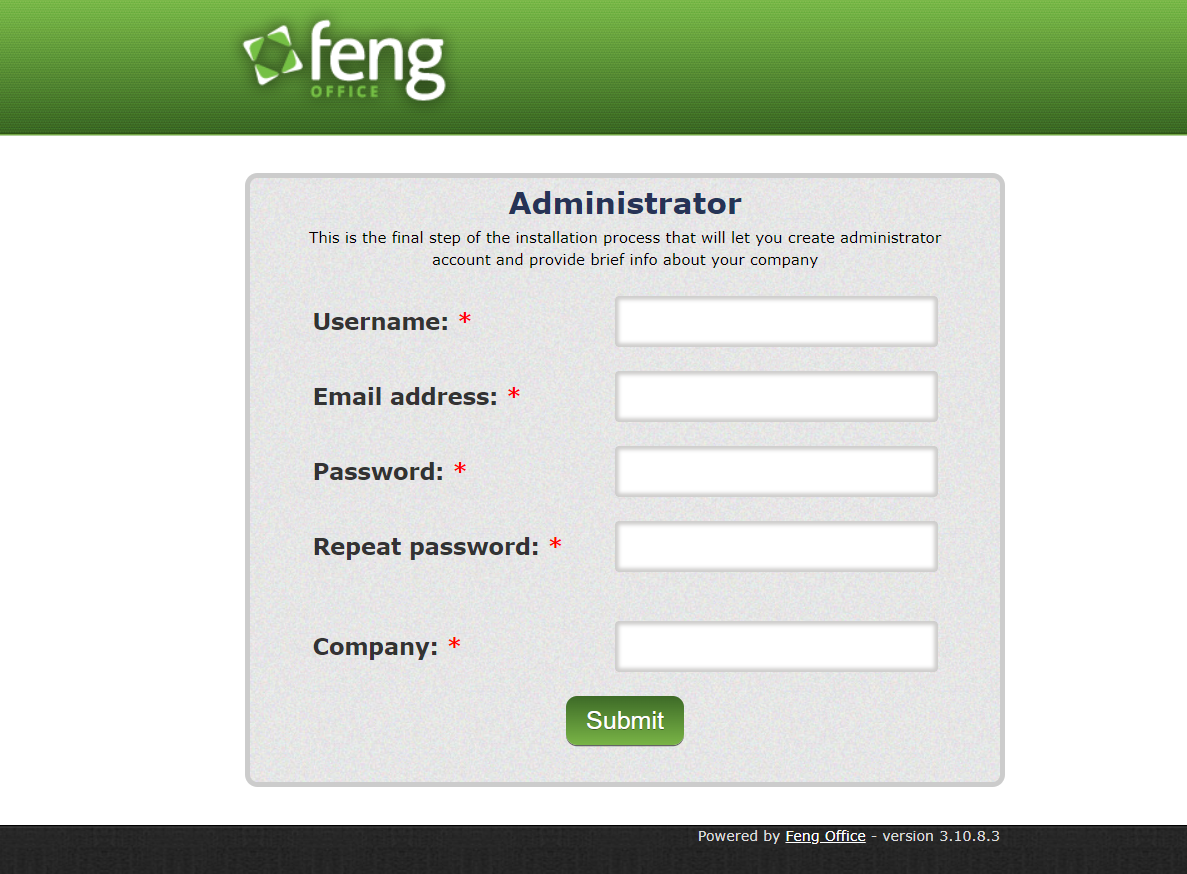 feng
OFFICE
Administrator
This is the final step of the installation process that will let you create administrator
account and provide brief info about your company
Username: *
Email address: *
Password: *
Repeat password: *
Company: *
Submit
Powered by Feng Office - version 3.10.8.3